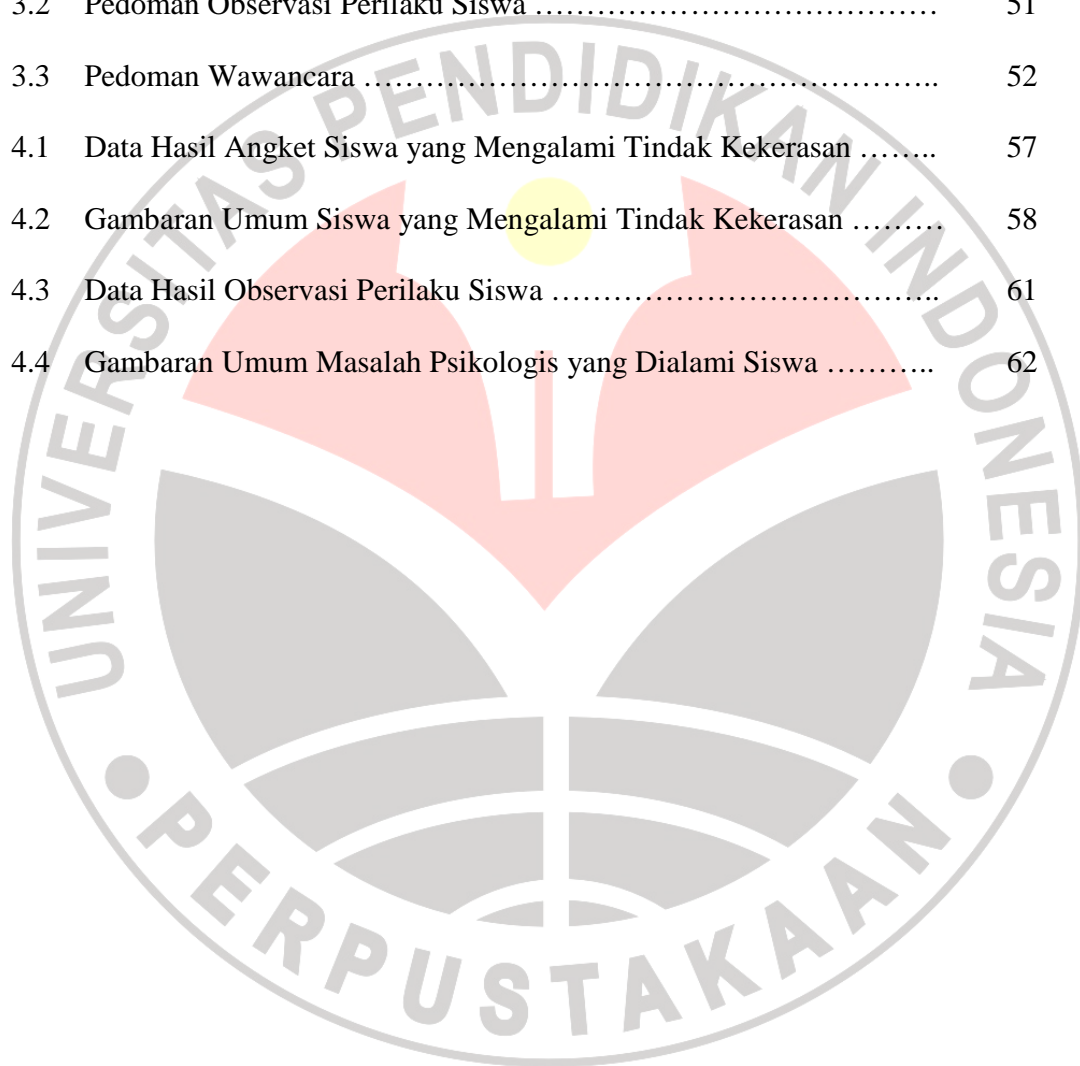 3.2 Pedoman Observasi Perilaku Siswa ………………………………… 51
3.3 Pedoman Wawancara ……………………………………………….. 52
4.1 Data Hasil Angket Siswa yang Mengalami Tindak Kekerasan …….. 57
4.2 Gambaran Umum Siswa yang Mengalami Tindak Kekerasan ……… 58
4.3 Data Hasil Observasi Perilaku Siswa ……………………………….. 61
4.4 Gambaran Umum Masalah Psikologis yang Dialami Siswa ……….. 62
UNIVERSITAS PENDIDIKAN INDONESIA
PERPUSTAKAAN